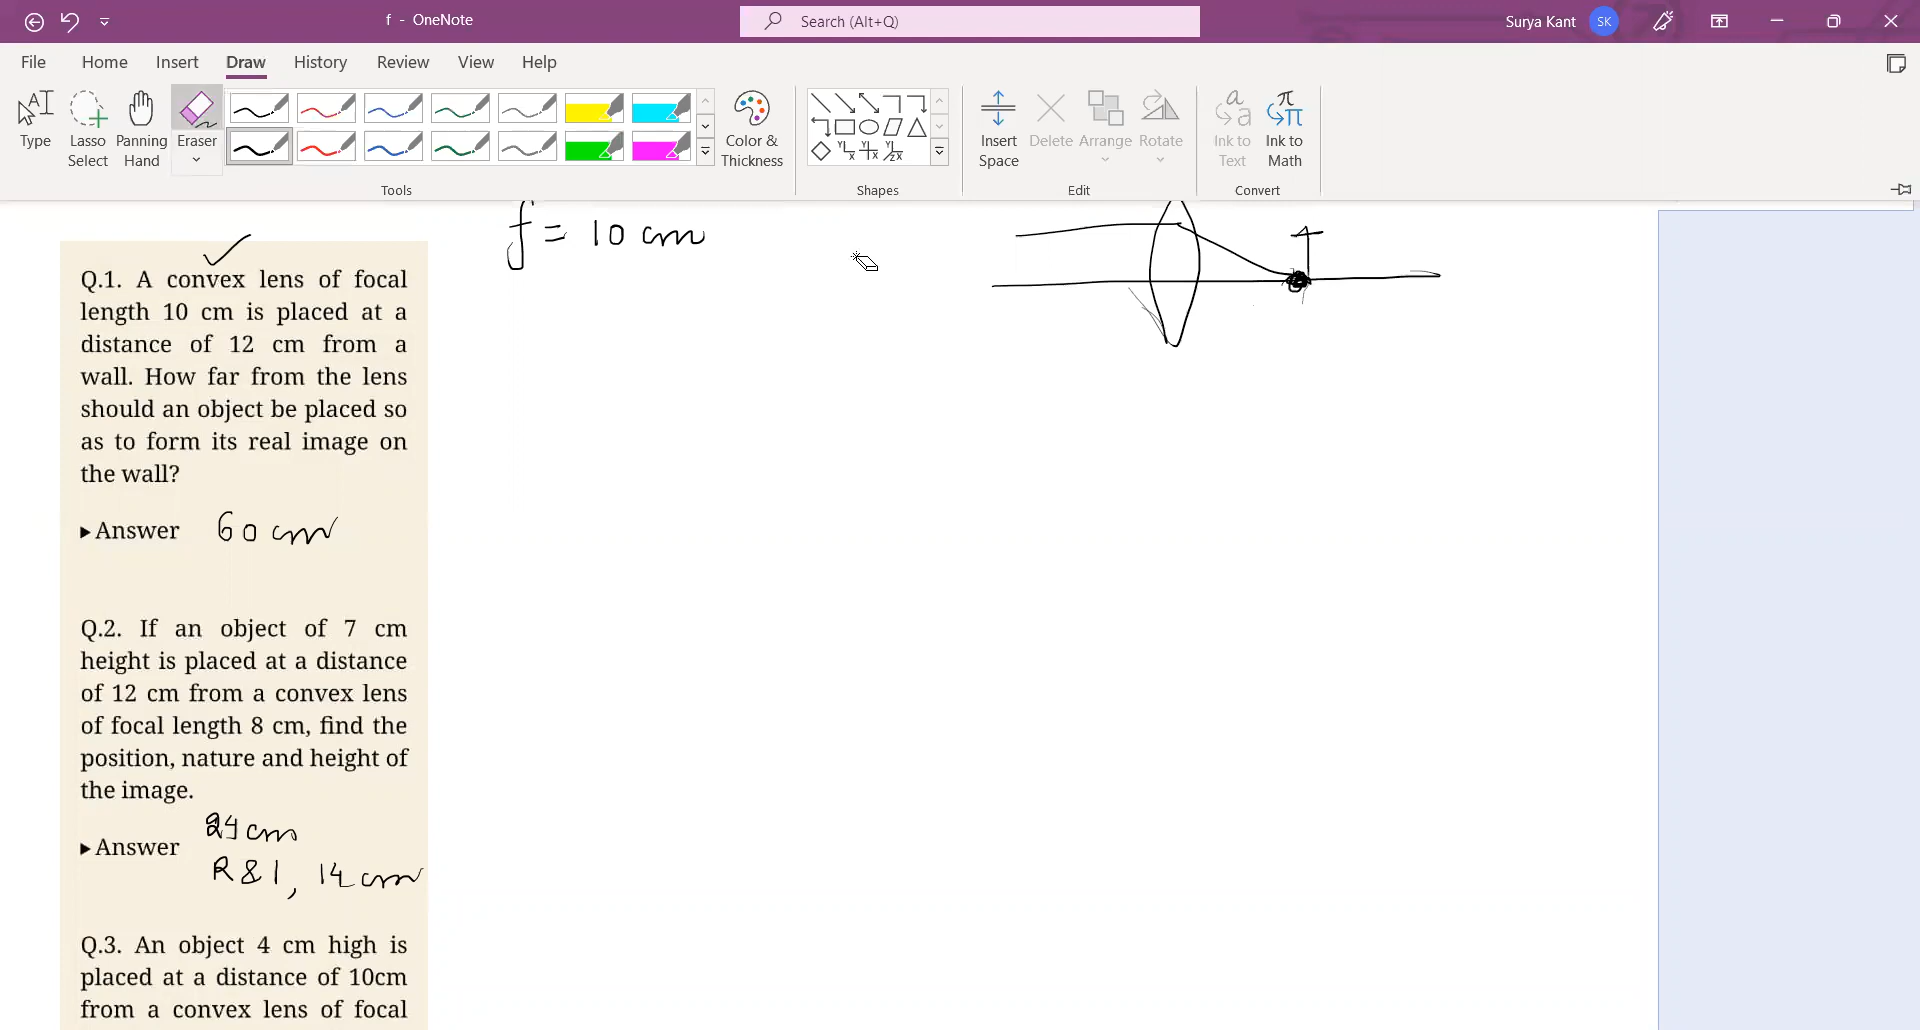 f - OneNote
Search (Alt+Q)
Surya Kant
SK
File Home Insert Draw History Review View Help
Type
Lasso Select
Panning Hand
Eraser
Color & Thickness
Insert Space
Delete
Arrange
Rotate
Ink to Text
Ink to Math
Tools
Shapes
Edit
Convert
f = 10 cm
Q.1. A convex lens of focal
length 10 cm is placed at a
distance of 12 cm from a
wall. How far from the lens
should an object be placed so
as to form its real image on
the wall?
▸Answer 60 cm
Q.2. If an object of 7 cm
height is placed at a distance
of 12 cm from a convex lens
of focal length 8 cm, find the
position, nature and height of
the image.
24 cm
▸Answer
R & I, 14 cm
Q.3. An object 4 cm high is
placed at a distance of 10cm
from a convex lens of focal